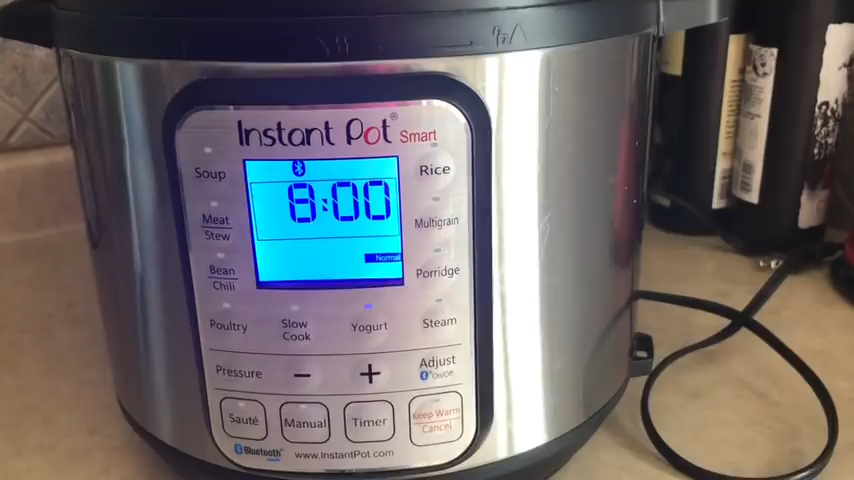 Instant Pot® Smart
Soup
8:00
Rice
Meat
Stew
Multigrain
Normal
Bean
Chili
Porridge
Poultry
Slow
Cook
Yogurt
Steam
Pressure
−
+
Adjust
On/Off
Sauté
Manual
Timer
Keep Warm
Cancel
Bluetooth
www.InstantPot.com